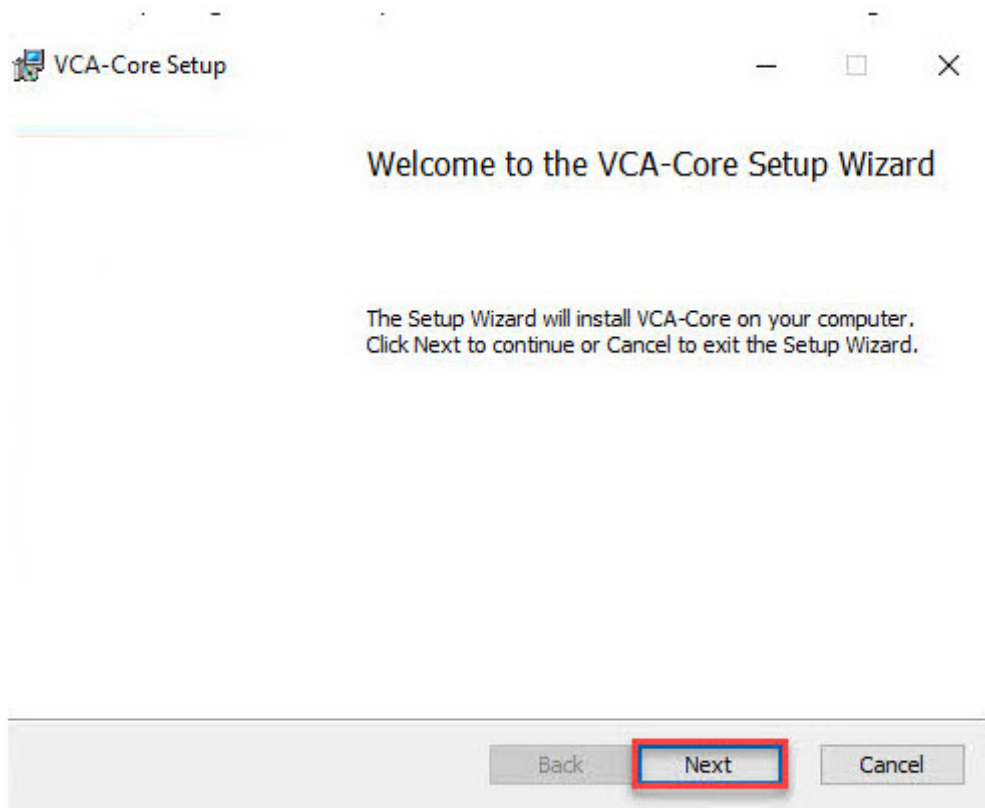 VCA-Core Setup
Welcome to the VCA-Core Setup Wizard
The Setup Wizard will install VCA-Core on your computer.
Click Next to continue or Cancel to exit the Setup Wizard.
Back Next Cancel